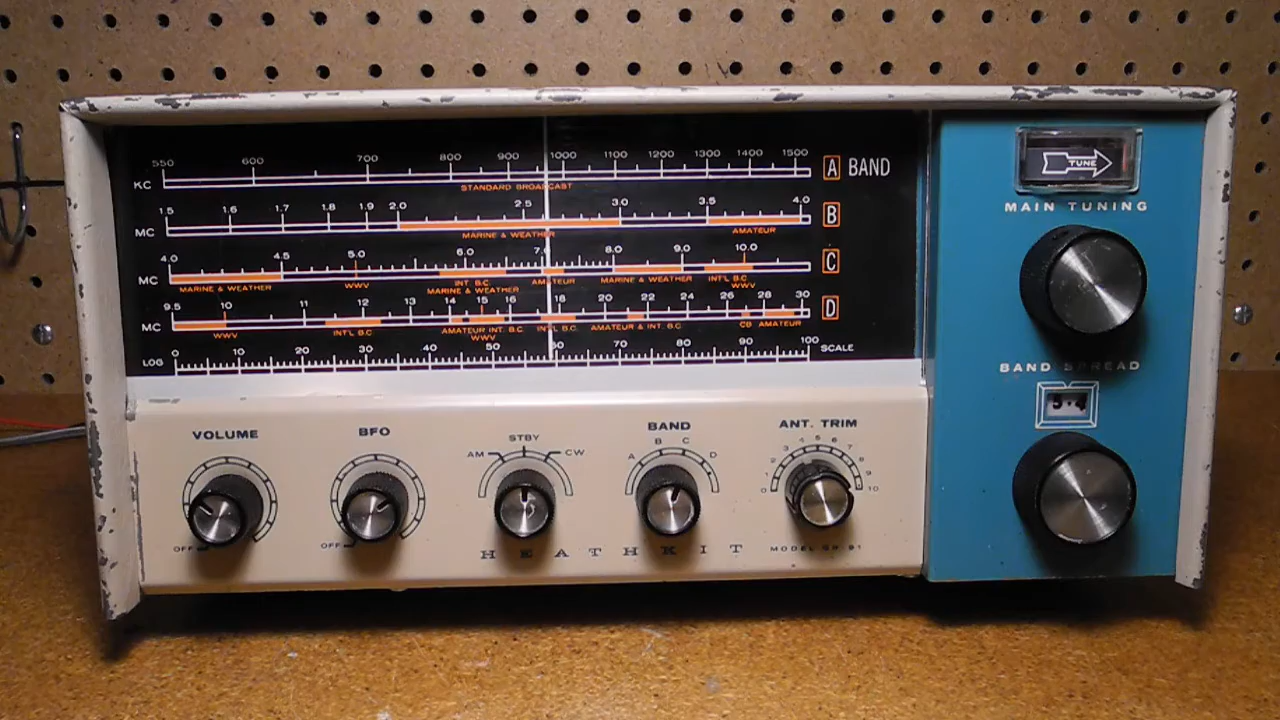 550 600 700 800 900 1000 1100 1200 1300 1400 1500
KC A BAND
STANDARD BROADCAST
1.5 1.6 1.7 1.8 1.9 2.0 2.5 3.0 3.5 4.0
MC B
MARINE & WEATHER AMATEUR
4.0 4.5 5.0 6.0 7.0 8.0 9.0 10.0
MC C
MARINE & WEATHER WWV INT. B.C. AMATEUR MARINE & WEATHER INT'L B.C.
MARINE & WEATHER WWV
9.5 10 11 12 13 14 15 16 18 20 22 24 26 28 30
MC D
WWV INT'L B.C. AMATEUR INT. B.C. INT'L B.C. AMATEUR & INT. B.C. CB AMATEUR
WWV
LOG 0 10 20 30 40 50 60 70 80 90 100 SCALE
TUNE
MAIN TUNING
BAND SPREAD
VOLUME BFO STBY BAND ANT. TRIM
AM CW
A B C D
0 1 2 3 4 5 6 7 8 9 10
OFF OFF
HEATHKIT MODEL GR-91